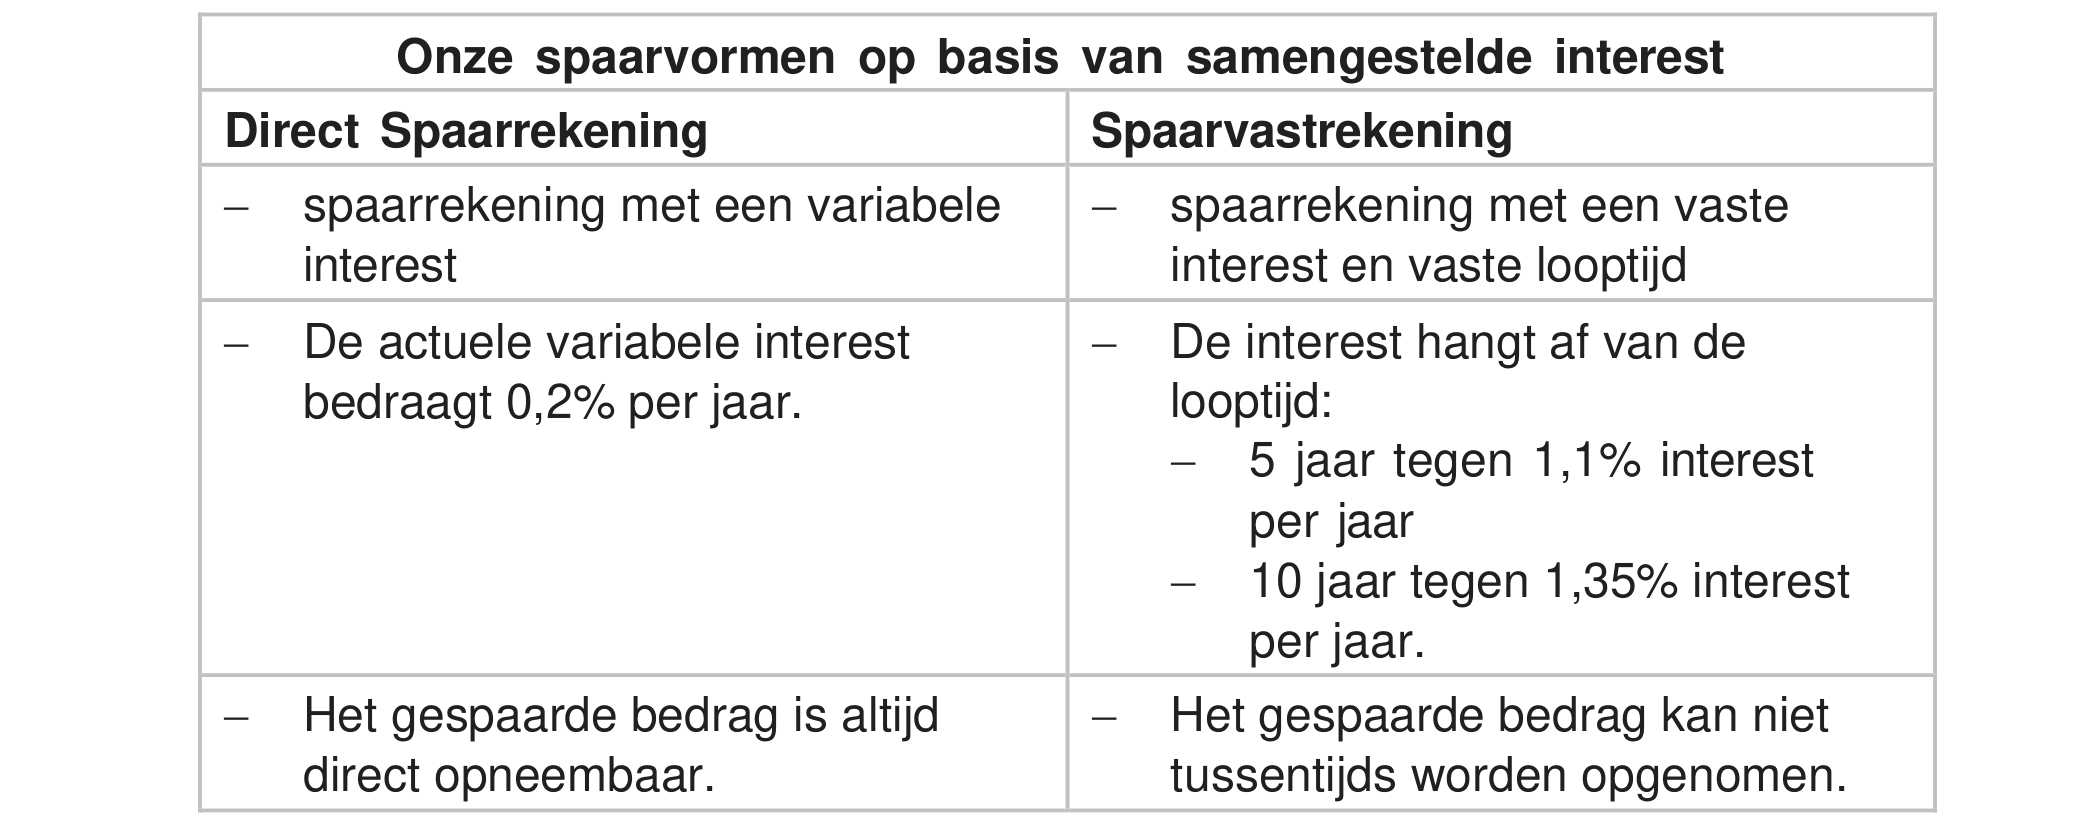 Onze spaarvormen op basis van samengestelde interest
Direct Spaarrekening
Spaarvastrekening
– spaarrekening met een variabele
interest
– spaarrekening met een vaste
interest en vaste looptijd
– De actuele variabele interest
bedraagt 0,2% per jaar.
– De interest hangt af van de
looptijd:
– 5 jaar tegen 1,1% interest
per jaar
– 10 jaar tegen 1,35% interest
per jaar.
– Het gespaarde bedrag is altijd
direct opneembaar.
– Het gespaarde bedrag kan niet
tussentijds worden opgenomen.